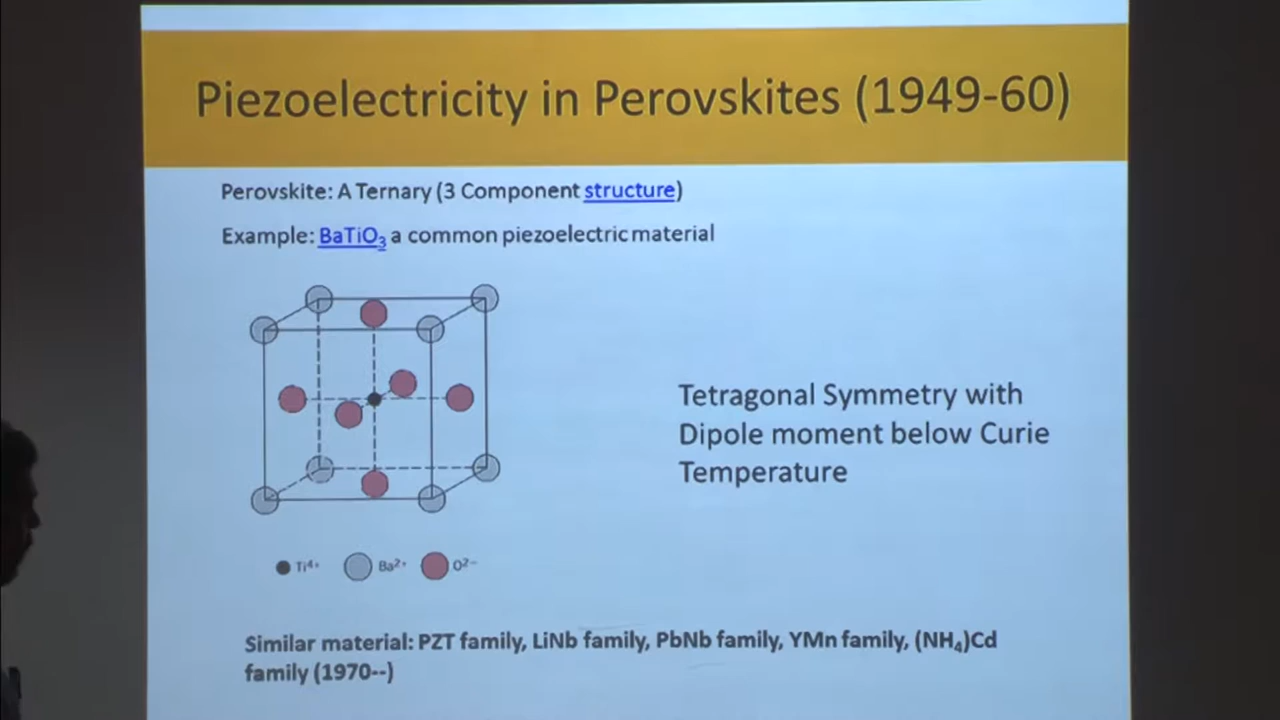 Piezoelectricity in Perovskites (1949-60)
Perovskite: A Ternary (3 Component structure)
Example: BaTiO₃ a common piezoelectric material
Tetragonal Symmetry with
Dipole moment below Curie
Temperature
Ti⁴⁺ Ba²⁺ O²⁻
Similar material: PZT family, LiNb family, PbNb family, YMn family, (NH₄)Cd
family (1970--)